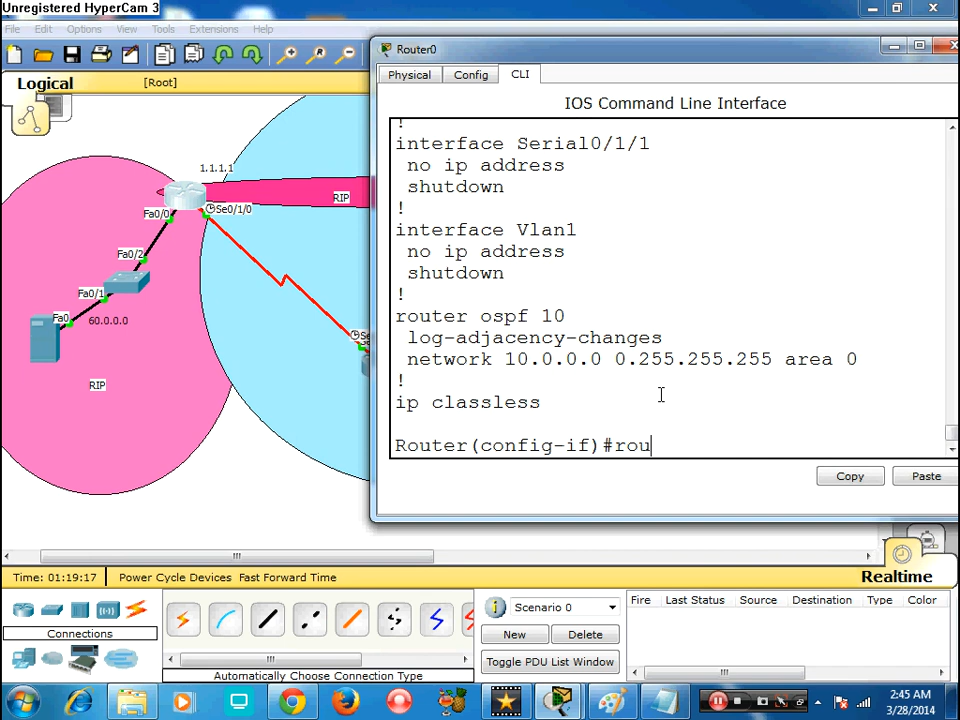 Unregistered HyperCam 3
File Edit Options View Tools Extensions Help
Router0
Logical
[Root]
Physical Config CLI
IOS Command Line Interface
!
interface Serial0/1/1
no ip address
shutdown
!
interface Vlan1
no ip address
shutdown
!
router ospf 10
log-adjacency-changes
network 10.0.0.0 0.255.255.255 area 0
!
ip classless
Router(config-if)#rou
Copy Paste
1.1.1.1
RIP
Fa0/0
Se0/1/0
Fa0/2
Fa0/1
Fa0
60.0.0.0
RIP
Time: 01:19:17 Power Cycle Devices Fast Forward Time
Realtime
Connections
Automatically Choose Connection Type
Scenario 0
New Delete
Toggle PDU List Window
Fire Last Status Source Destination Type Color
2:45 AM
3/28/2014